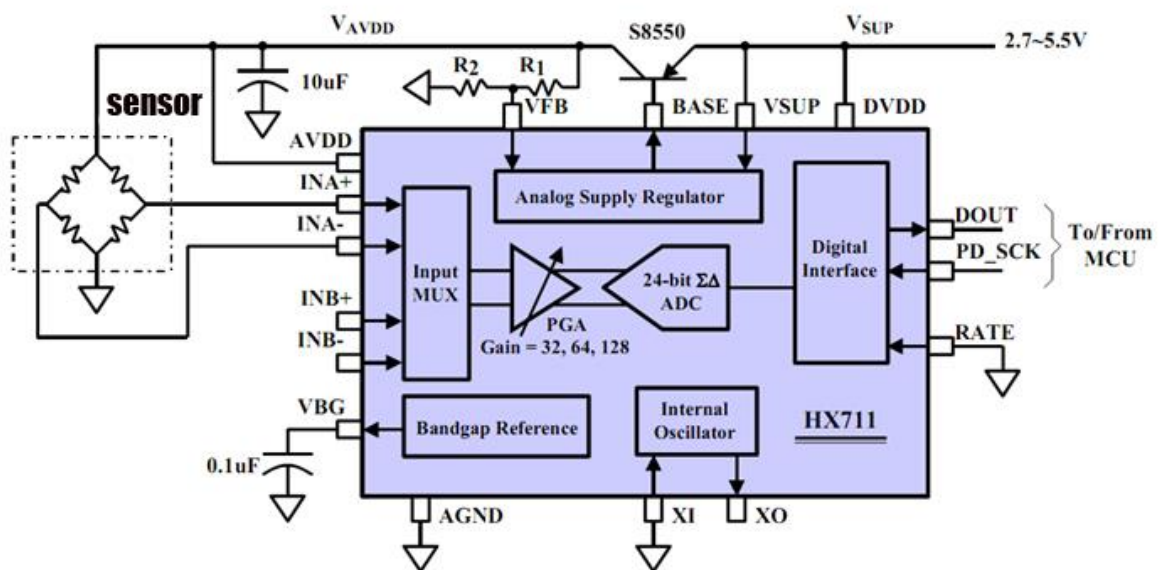 VAVDD
S8550
VSUP
2.7~5.5V
10uF
R2
R1
sensor
VFB
BASE
VSUP
DVDD
AVDD
INA+
INA-
INB+
INB-
Analog Supply Regulator
Input
MUX
PGA
Gain = 32, 64, 128
24-bit ΣΔ
ADC
Digital
Interface
DOUT
PD_SCK
To/From
MCU
RATE
VBG
0.1uF
Bandgap Reference
Internal
Oscillator
HX711
AGND
XI
XO